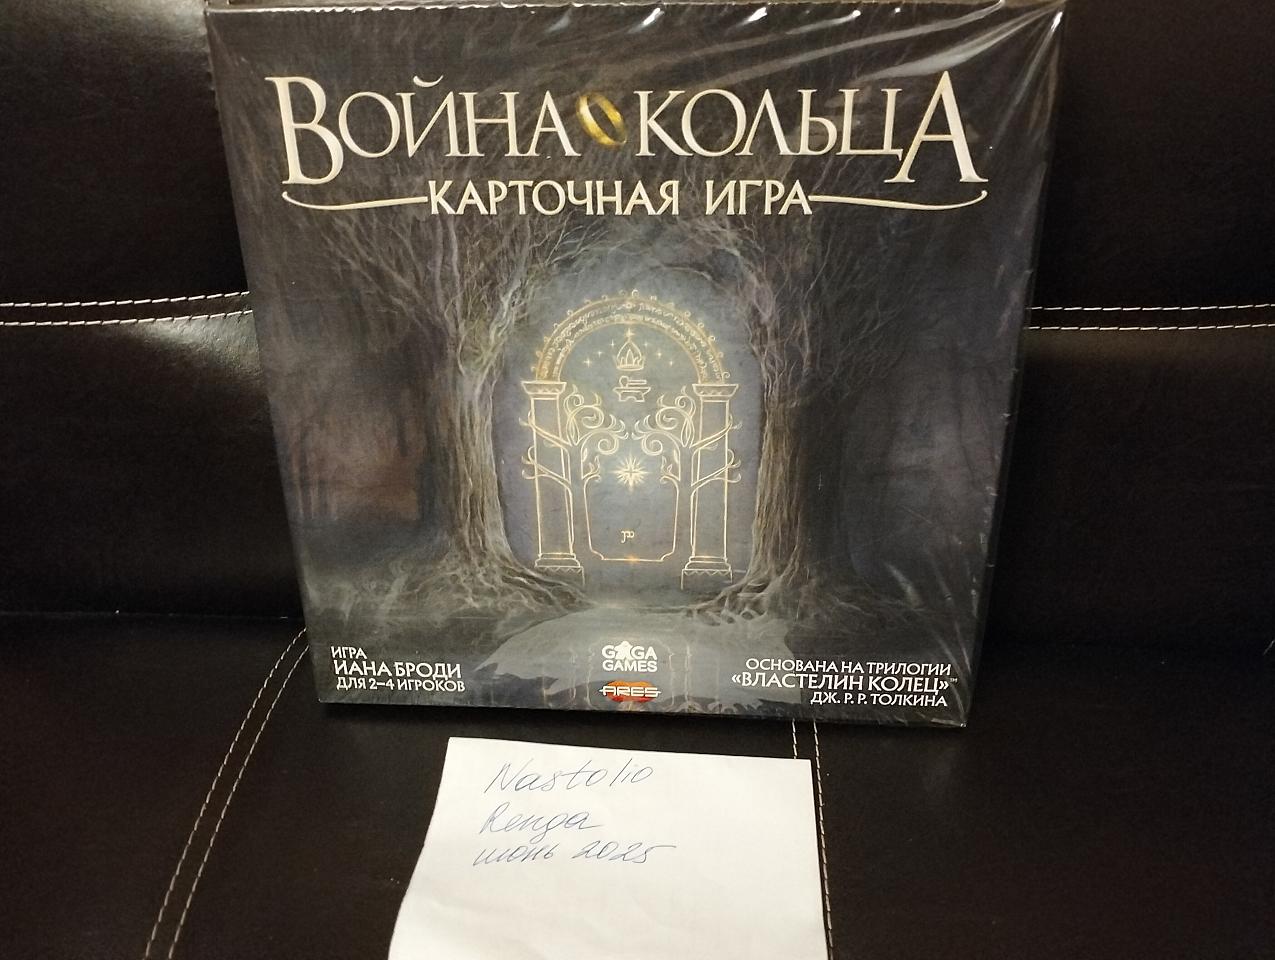 ВОЙНА КОЛЬЦА
КАРТОЧНАЯ ИГРА
ИГРА
ИАНА БРОДИ
ДЛЯ 2–4 ИГРОКОВ
GAGA
GAMES
ARES
ОСНОВАНА НА ТРИЛОГИИ
«ВЛАСТЕЛИН КОЛЕЦ»™
ДЖ. Р. Р. ТОЛКИНА
Nastolio
Renga
июнь 2025